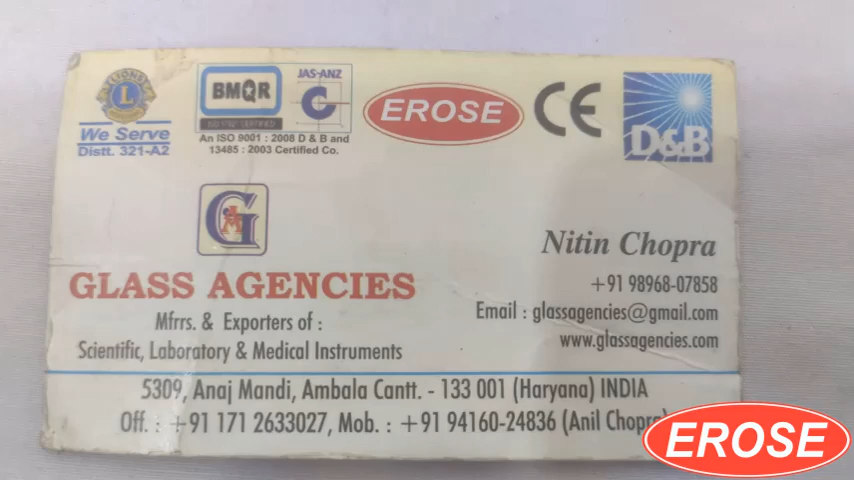 LIONS
L
We Serve
Distt. 321-A2
BMQR
JAS-ANZ
An ISO 9001 : 2008 D & B and
13485 : 2003 Certified Co.
EROSE
CE
D&B
G
GLASS AGENCIES
Mfrrs. & Exporters of :
Scientific, Laboratory & Medical Instruments
Nitin Chopra
+91 98968-07858
Email : glassagencies@gmail.com
www.glassagencies.com
5309, Anaj Mandi, Ambala Cantt. - 133 001 (Haryana) INDIA
Off. : +91 171 2633027, Mob. : +91 94160-24836 (Anil Chopra)
EROSE